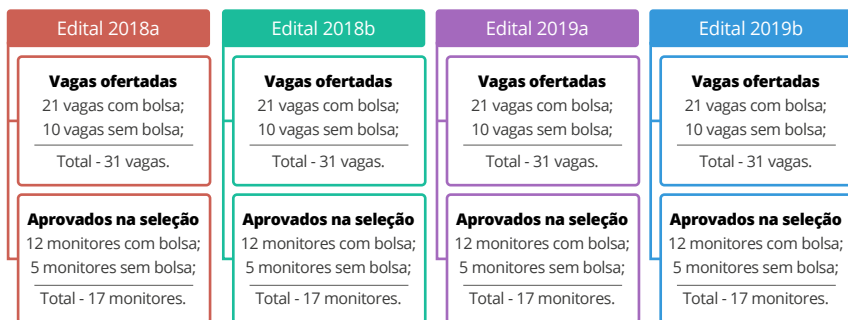 Edital 2018a
Vagas ofertadas
21 vagas com bolsa;
10 vagas sem bolsa;
Total - 31 vagas.
Aprovados na seleção
12 monitores com bolsa;
5 monitores sem bolsa;
Total - 17 monitores.
Edital 2018b
Vagas ofertadas
21 vagas com bolsa;
10 vagas sem bolsa;
Total - 31 vagas.
Aprovados na seleção
12 monitores com bolsa;
5 monitores sem bolsa;
Total - 17 monitores.
Edital 2019a
Vagas ofertadas
21 vagas com bolsa;
10 vagas sem bolsa;
Total - 31 vagas.
Aprovados na seleção
12 monitores com bolsa;
5 monitores sem bolsa;
Total - 17 monitores.
Edital 2019b
Vagas ofertadas
21 vagas com bolsa;
10 vagas sem bolsa;
Total - 31 vagas.
Aprovados na seleção
12 monitores com bolsa;
5 monitores sem bolsa;
Total - 17 monitores.